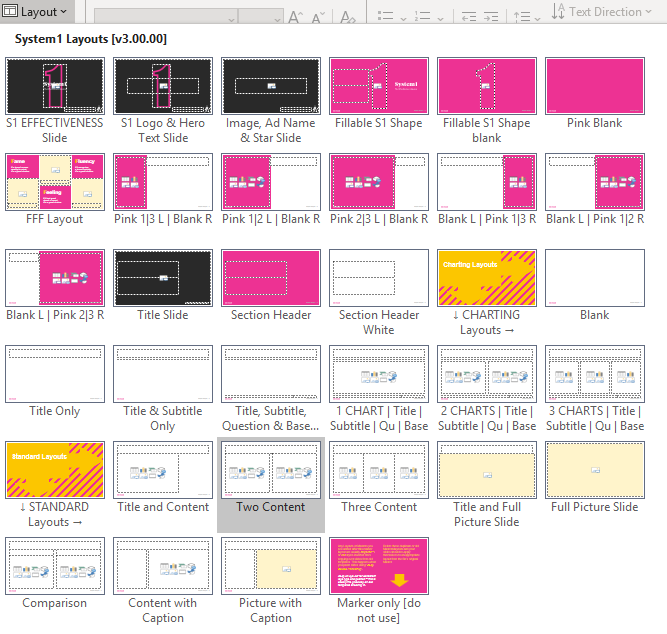 Layout
Text Direction
System1 Layouts [v3.00.00]
S1 EFFECTIVENESS
Slide
S1 Logo & Hero
Text Slide
Image, Ad Name
& Star Slide
System1
Fillable S1 Shape
Fillable S1 Shape
blank
Pink Blank
Fame
Fluency
Feeling
FFF Layout
Pink 1|3 L | Blank R
Pink 1|2 L | Blank R
Pink 2|3 L | Blank R
Blank L | Pink 1|3 R
Blank L | Pink 1|2 R
Blank L | Pink 2|3 R
Title Slide
Section Header
Section Header
White
Charting Layouts
↓ CHARTING
Layouts →
Blank
Title Only
Title & Subtitle
Only
Title, Subtitle,
Question & Base...
1 CHART | Title |
Subtitle | Qu | Base
2 CHARTS | Title |
Subtitle | Qu | Base
3 CHARTS | Title |
Subtitle | Qu | Base
Standard Layouts
↓ STANDARD
Layouts →
Title and Content
Two Content
Three Content
Title and Full
Picture Slide
Full Picture Slide
Comparison
Content with
Caption
Picture with
Caption
Marker only [do
not use]